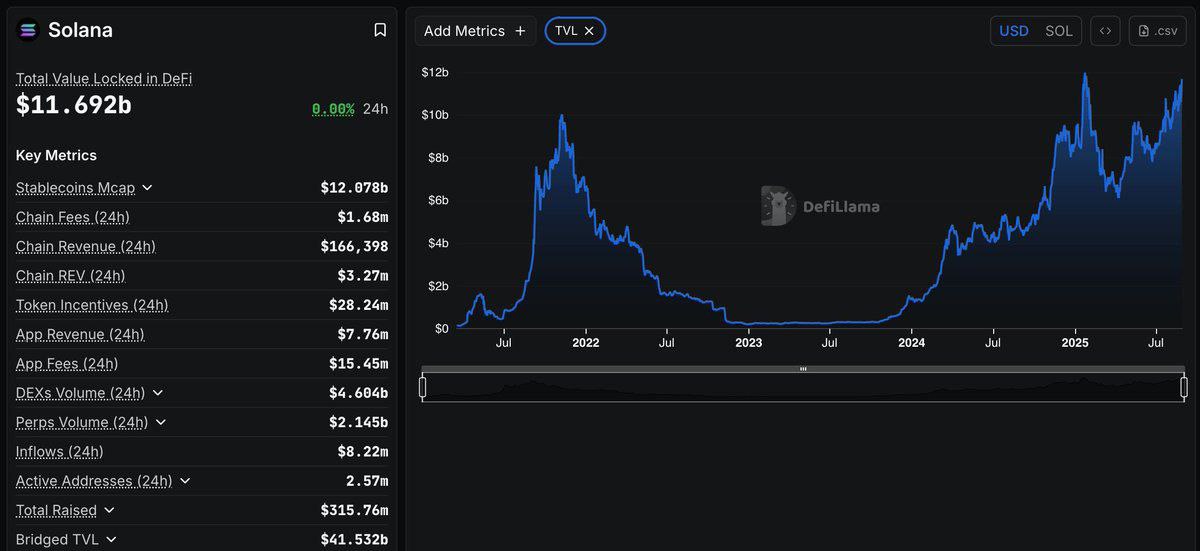 Solana
Total Value Locked in DeFi
$11.692b
0.00% 24h
Key Metrics
Stablecoins Mcap $12.078b
Chain Fees (24h) $1.68m
Chain Revenue (24h) $166,398
Chain REV (24h) $3.27m
Token Incentives (24h) $28.24m
App Revenue (24h) $7.76m
App Fees (24h) $15.45m
DEXs Volume (24h) $4.604b
Perps Volume (24h) $2.145b
Inflows (24h) $8.22m
Active Addresses (24h) 2.57m
Total Raised $315.76m
Bridged TVL $41.532b
Add Metrics + TVL × USD SOL <> .csv
$12b
$10b
$8b
$6b
$4b
$2b
$0
DefiLlama
Jul 2022 Jul 2023 Jul 2024 Jul 2025 Jul